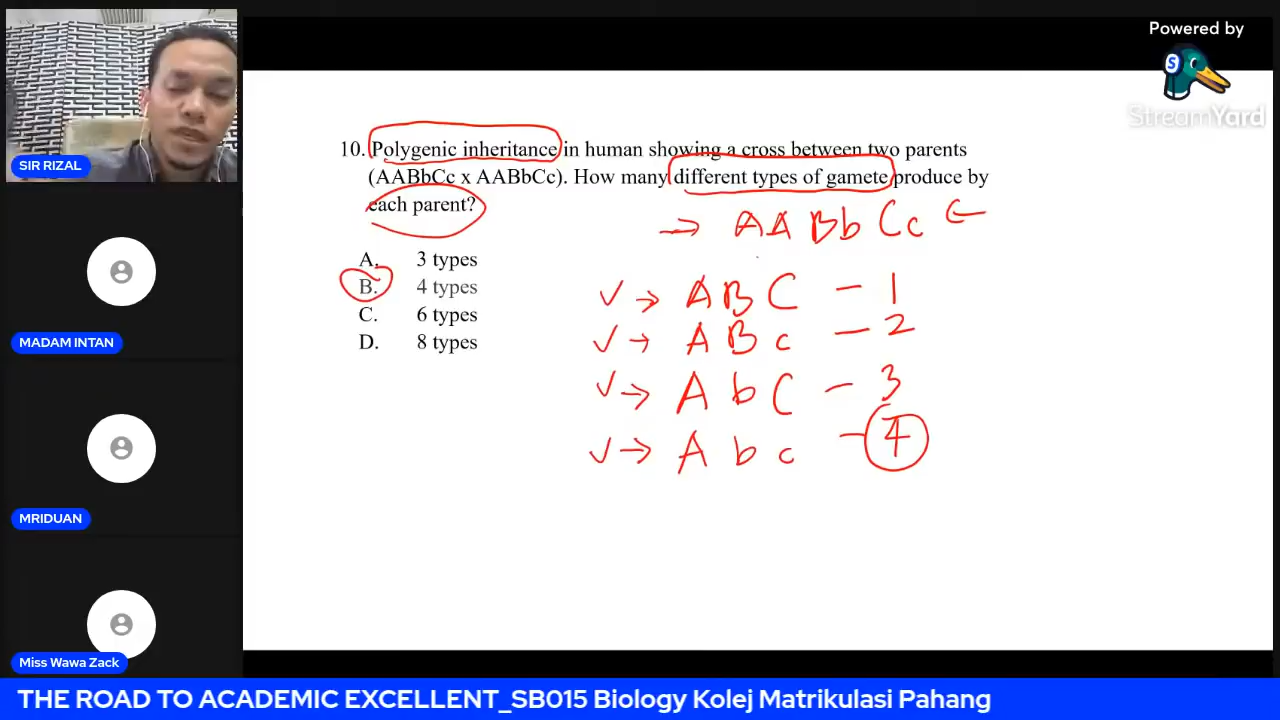 Powered by
StreamYard
SIR RIZAL
10. Polygenic inheritance in human showing a cross between two parents
(AABbCc x AABbCc). How many different types of gamete produce by
each parent?
→ AABbCc ←
A. 3 types
B. 4 types
C. 6 types
D. 8 types
✓ → ABC - 1
✓ → ABc - 2
✓ → AbC - 3
✓ → Abc - 4
MADAM INTAN
MRIDUAN
Miss Wawa Zack
THE ROAD TO ACADEMIC EXCELLENT_SB015 Biology Kolej Matrikulasi Pahang